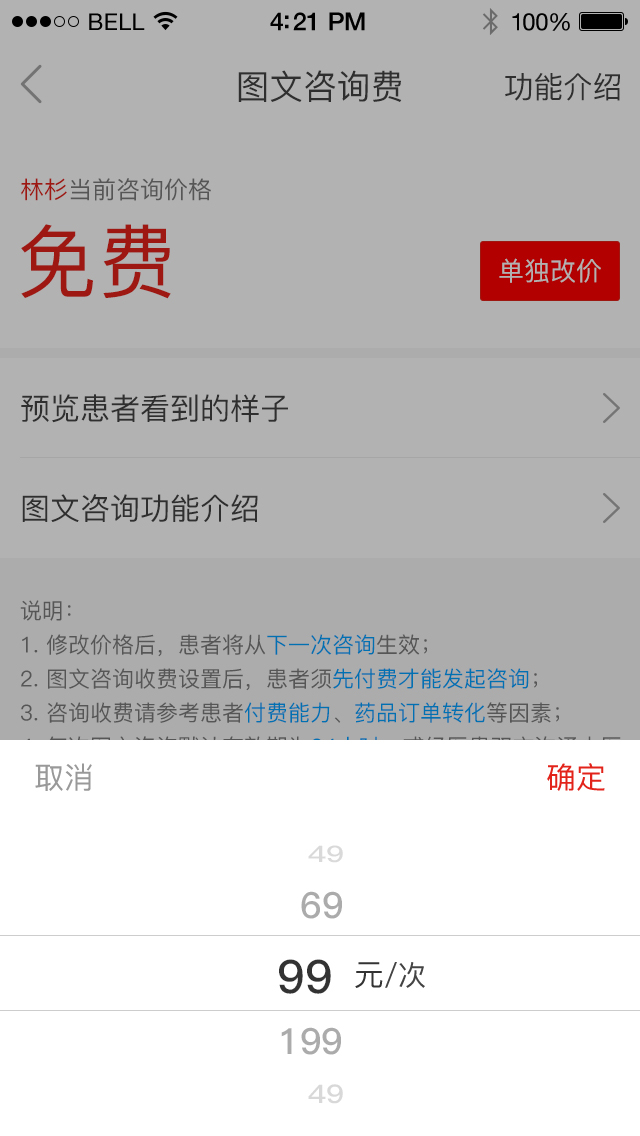 BELL 4:21 PM 100%
图文咨询费 功能介绍
林杉当前咨询价格
免费
单独改价
预览患者看到的样子
图文咨询功能介绍
说明：
1. 修改价格后，患者将从下一次咨询生效；
2. 图文咨询收费设置后，患者须先付费才能发起咨询；
3. 咨询收费请参考患者付费能力、药品订单转化等因素；
取消 确定
49
69
99 元/次
199
49